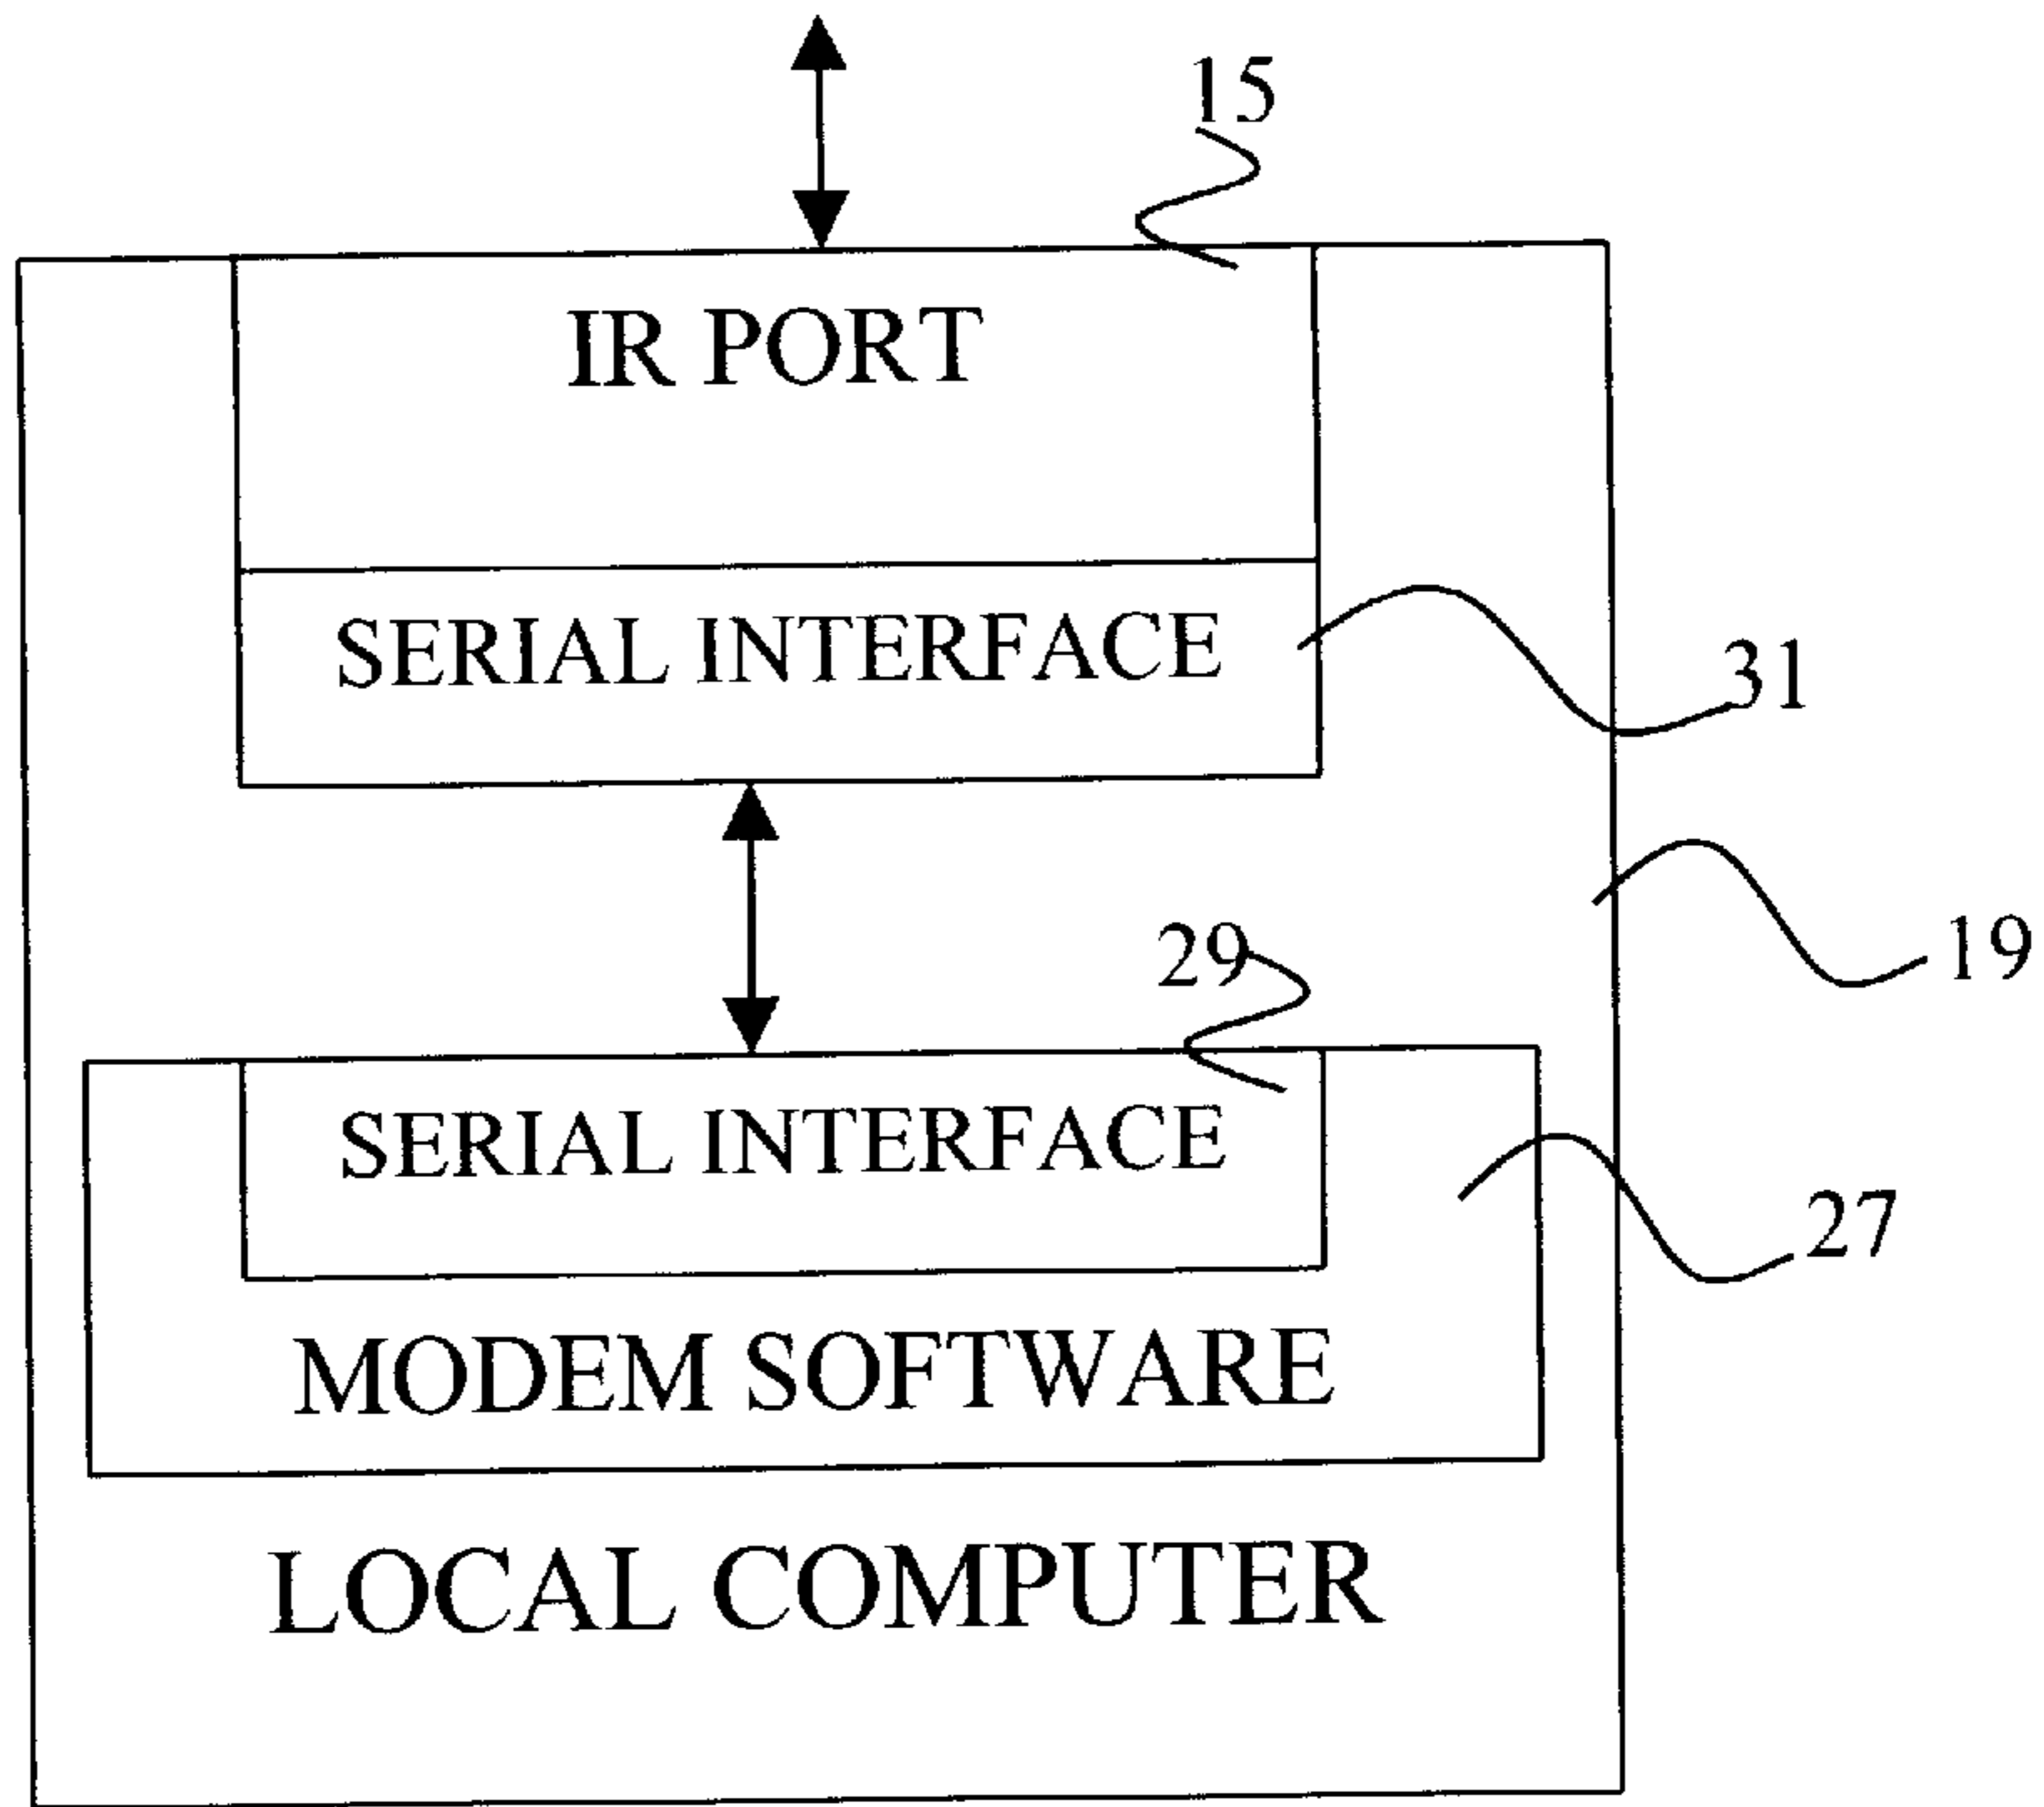 15
IR PORT
SERIAL INTERFACE
31
29
19
SERIAL INTERFACE
27
MODEM SOFTWARE
LOCAL COMPUTER